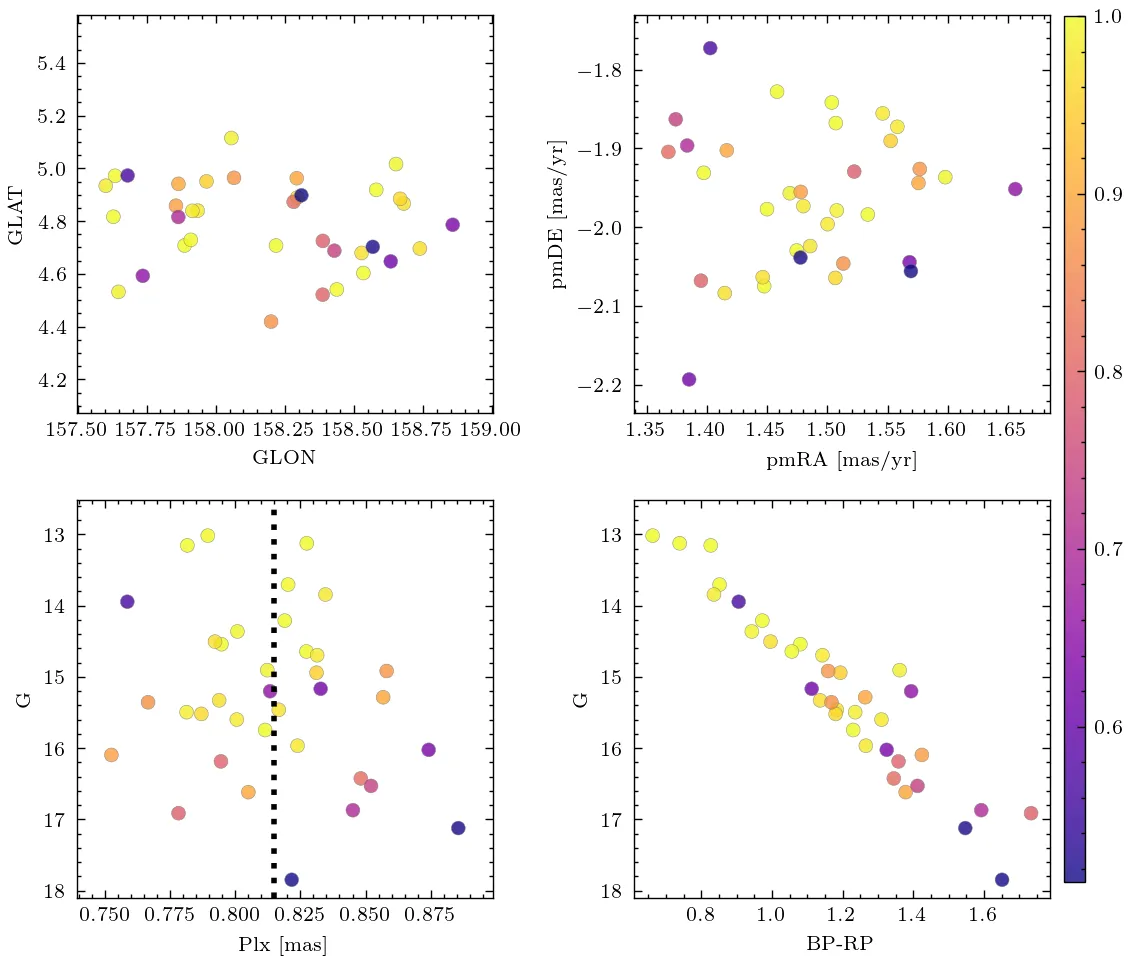 5.4
5.2
5.0
4.8
4.6
4.4
4.2
GLAT
157.50 157.75 158.00 158.25 158.50 158.75 159.00
GLON
−1.8
−1.9
−2.0
−2.1
−2.2
pmDE [mas/yr]
1.35 1.40 1.45 1.50 1.55 1.60 1.65
pmRA [mas/yr]
13
14
15
16
17
18
G
0.750 0.775 0.800 0.825 0.850 0.875
Plx [mas]
13
14
15
16
17
18
G
0.8 1.0 1.2 1.4 1.6
BP-RP
1.0
0.9
0.8
0.7
0.6